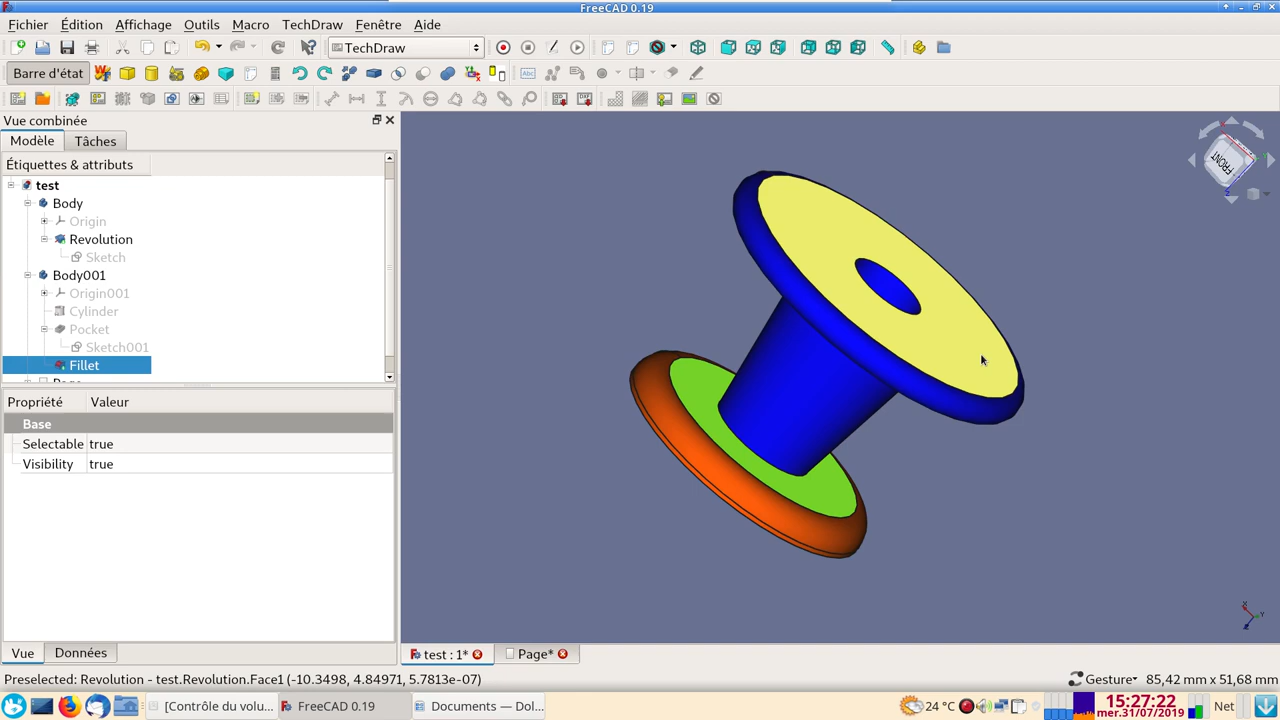 FreeCAD 0.19
Fichier Édition Affichage Outils Macro TechDraw Fenêtre Aide
TechDraw
Barre d'état
Abc
Vue combinée
Modèle Tâches
Étiquettes & attributs
test
Body
Origin
Revolution
Sketch
Body001
Origin001
Cylinder
Pocket
Sketch001
Fillet
Propriété Valeur
Base
Selectable true
Visibility true
FRONT
Vue Données
test : 1* Page*
Preselected: Revolution - test.Revolution.Face1 (-10.3498, 4.84971, 5.7813e-07) Gesture 85,42 mm x 51,68 mm
[Contrôle du volu... FreeCAD 0.19 Documents — Dol... 24 °C 15:27:22 Net
mer.31/07/2019